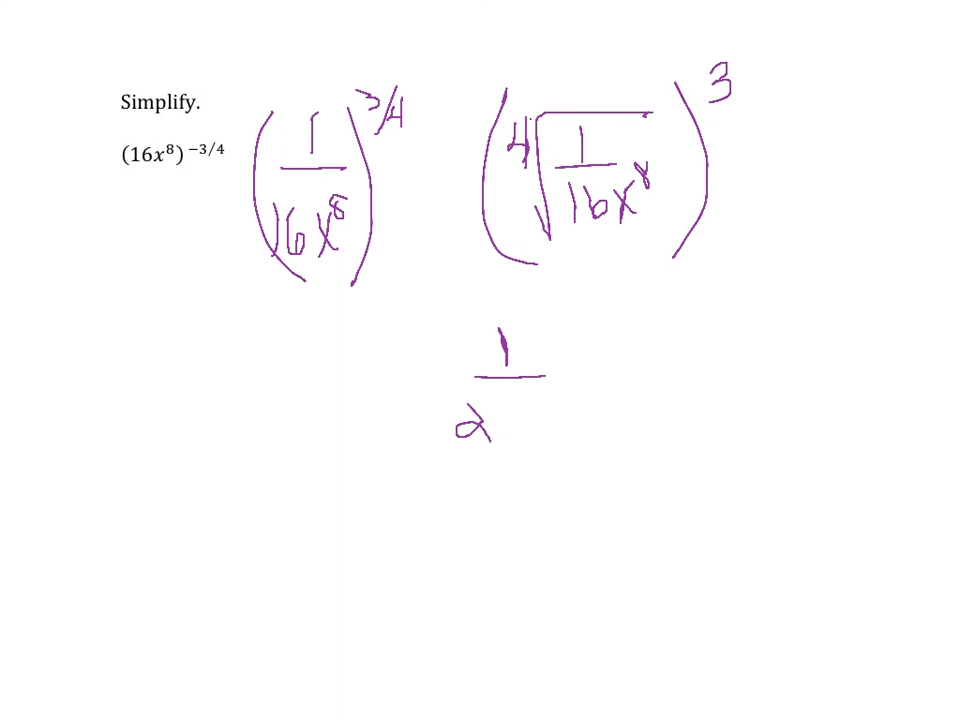 Simplify.
(16x⁸)⁻³/⁴
(1/16x⁸)³/⁴
(⁴√1/16x⁸)³
1
2